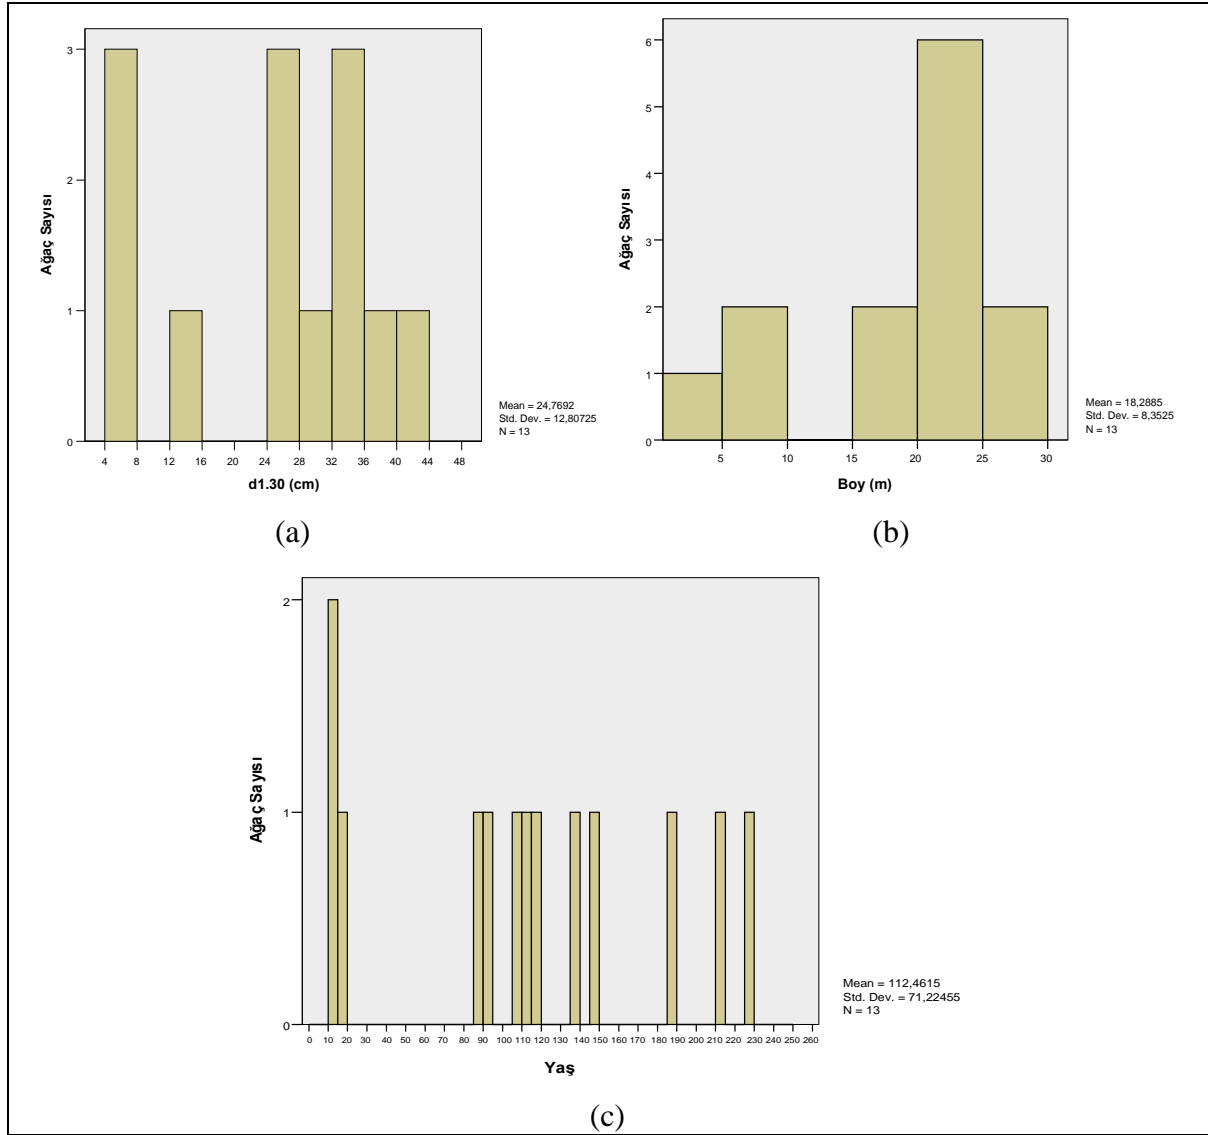 Ağaç Sayısı
3
2
1
0
4 8 12 16 20 24 28 32 36 40 44 48
d1.30 (cm)
Mean = 24,7692
Std. Dev. = 12,80725
N = 13
(a)
Ağaç Sayısı
6
5
4
3
2
1
0
5 10 15 20 25 30
Boy (m)
Mean = 18,2885
Std. Dev. = 8,3525
N = 13
(b)
Ağaç Sayısı
2
1
0
0 10 20 30 40 50 60 70 80 90 100 110 120 130 140 150 160 170 180 190 200 210 220 230 240 250 260
Yaş
Mean = 112,4615
Std. Dev. = 71,22455
N = 13
(c)